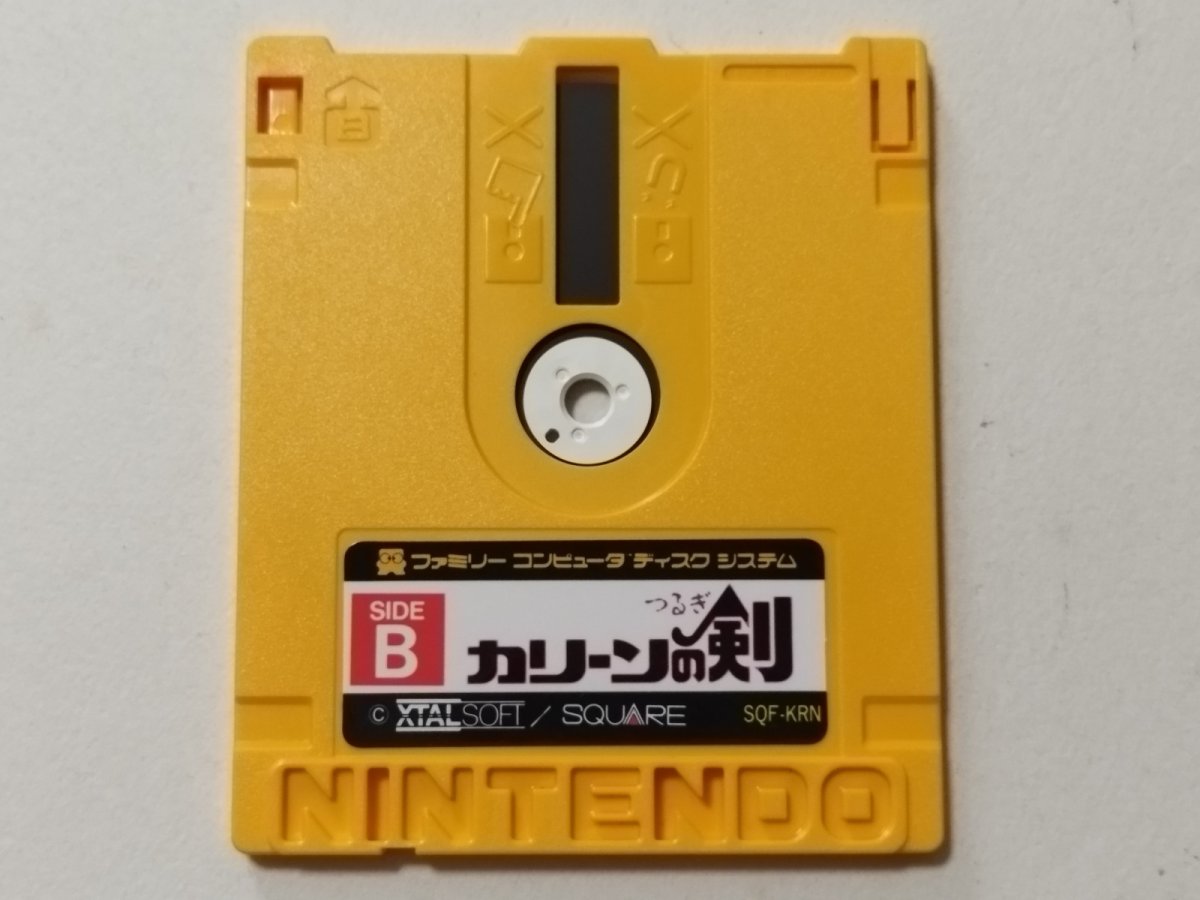 表
ファミリー コンピュータ ディスク システム
SIDE
B
つるぎ
カリーンの剣
© XTALSOFT / SQUARE SQF-KRN
NINTENDO